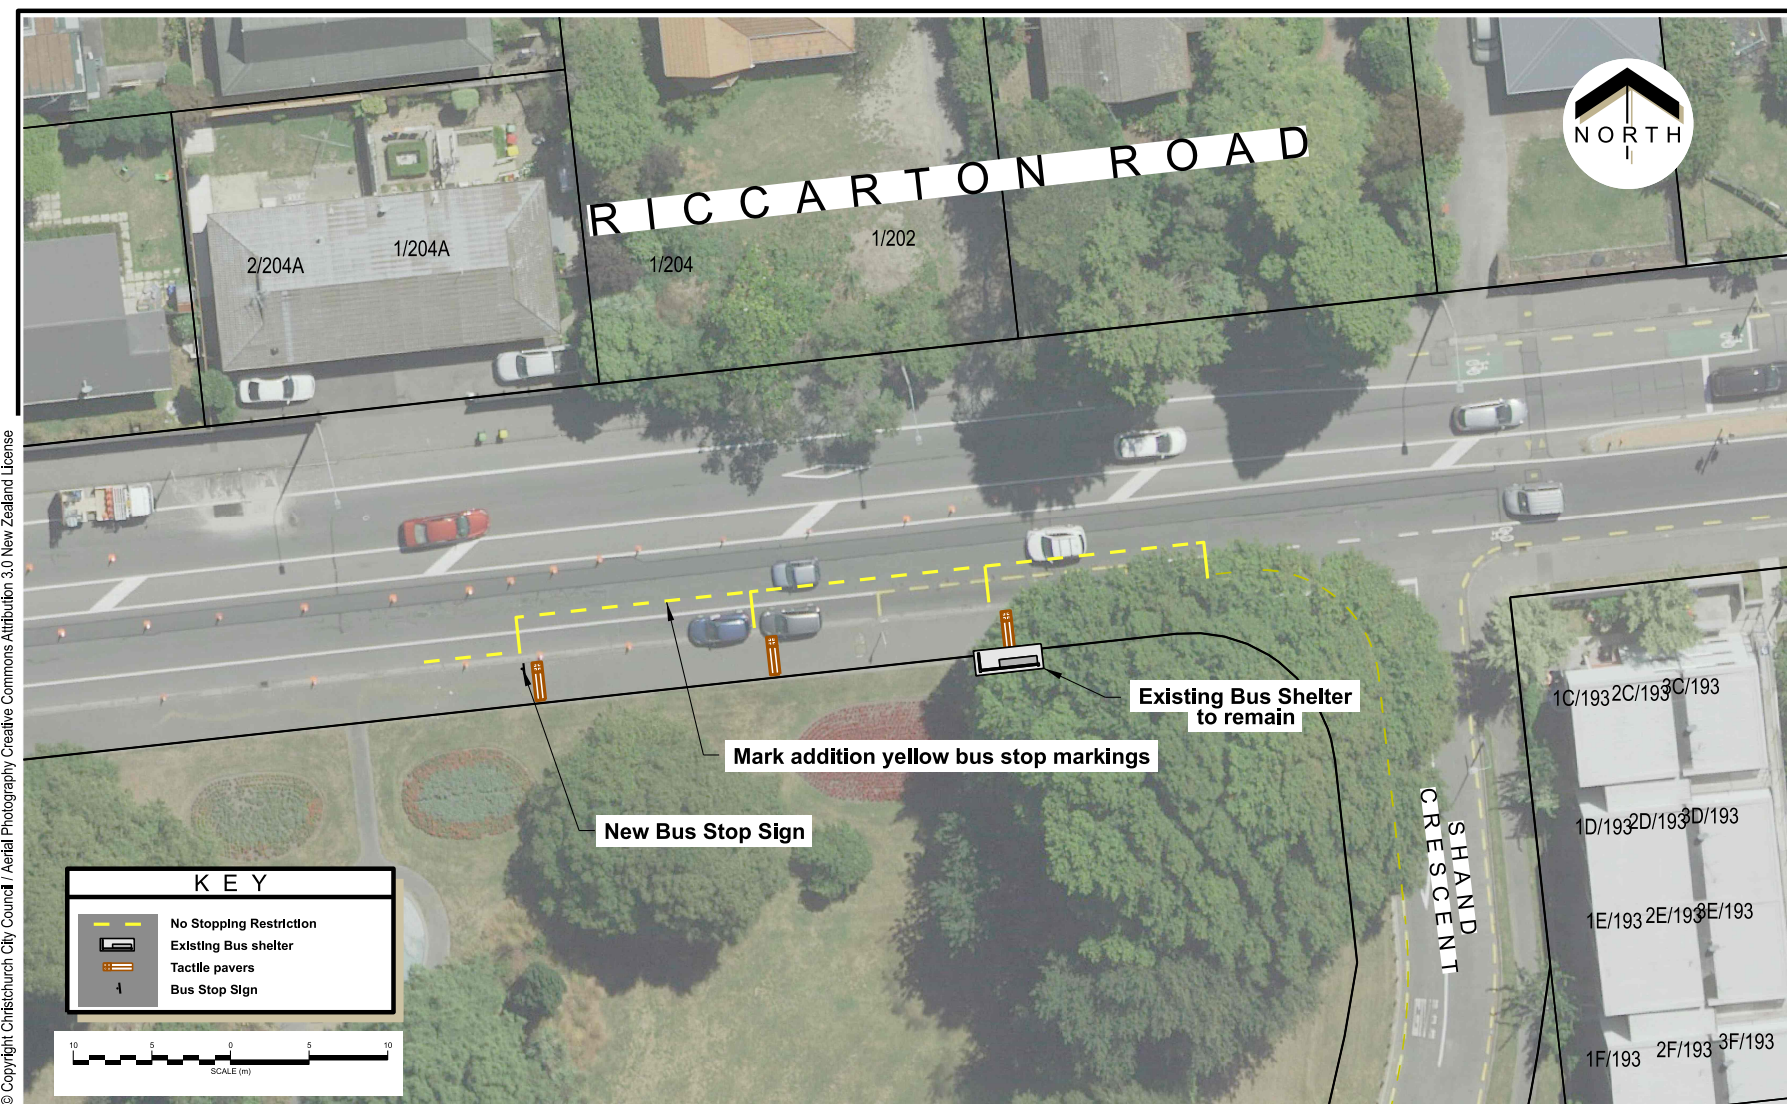 © Copyright Christchurch City Council / Aerial Photography Creative Commons Attribution 3.0 New Zealand License
NORTH
RICCARTON ROAD
2/204A
1/204A
1/204
1/202
Existing Bus Shelter
to remain
Mark addition yellow bus stop markings
New Bus Stop Sign
1C/193
2C/193
3C/193
1D/193
2D/193
3D/193
1E/193
2E/193
3E/193
1F/193
2F/193
3F/193
SHAND
CRESCENT
KEY
No Stopping Restriction
Existing Bus shelter
Tactile pavers
Bus Stop Sign
10 5 0 5 10
SCALE (m)